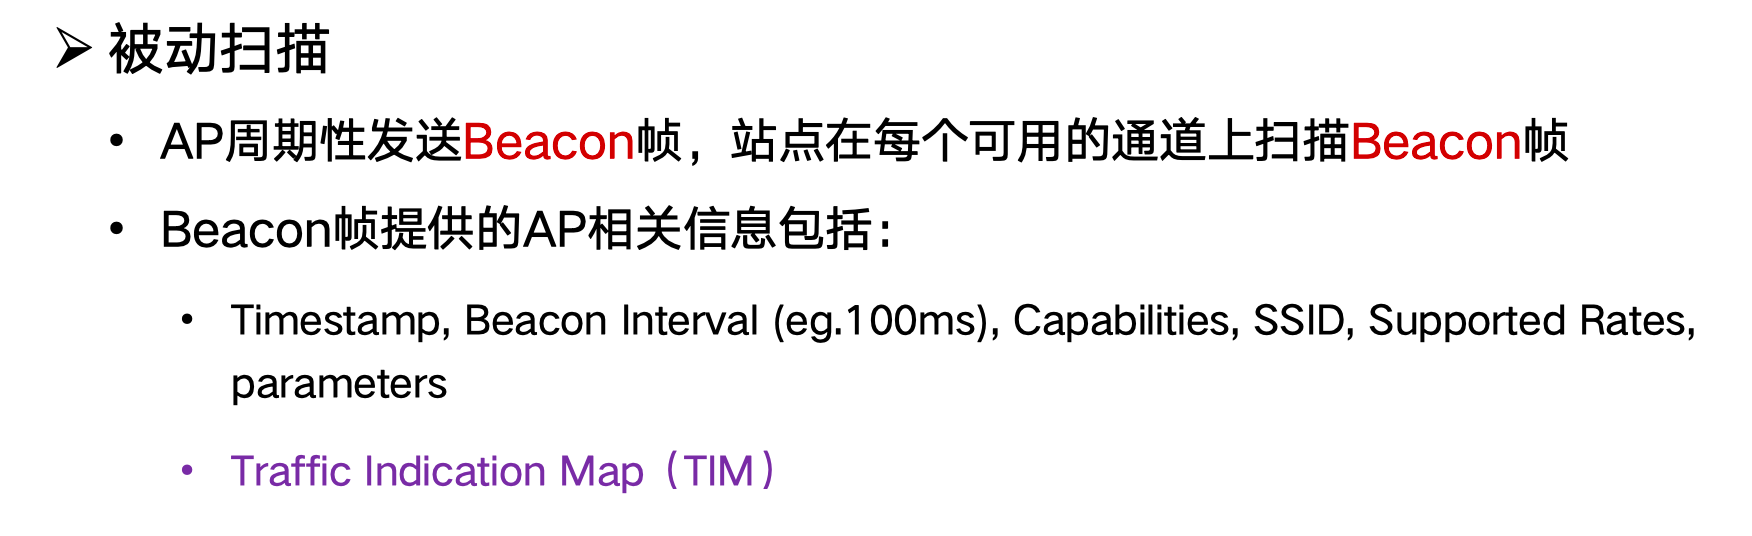 ➢ 被动扫描
• AP周期性发送Beacon帧，站点在每个可用的通道上扫描Beacon帧
• Beacon帧提供的AP相关信息包括：
• Timestamp, Beacon Interval (eg.100ms), Capabilities, SSID, Supported Rates,
parameters
• Traffic Indication Map（TIM）